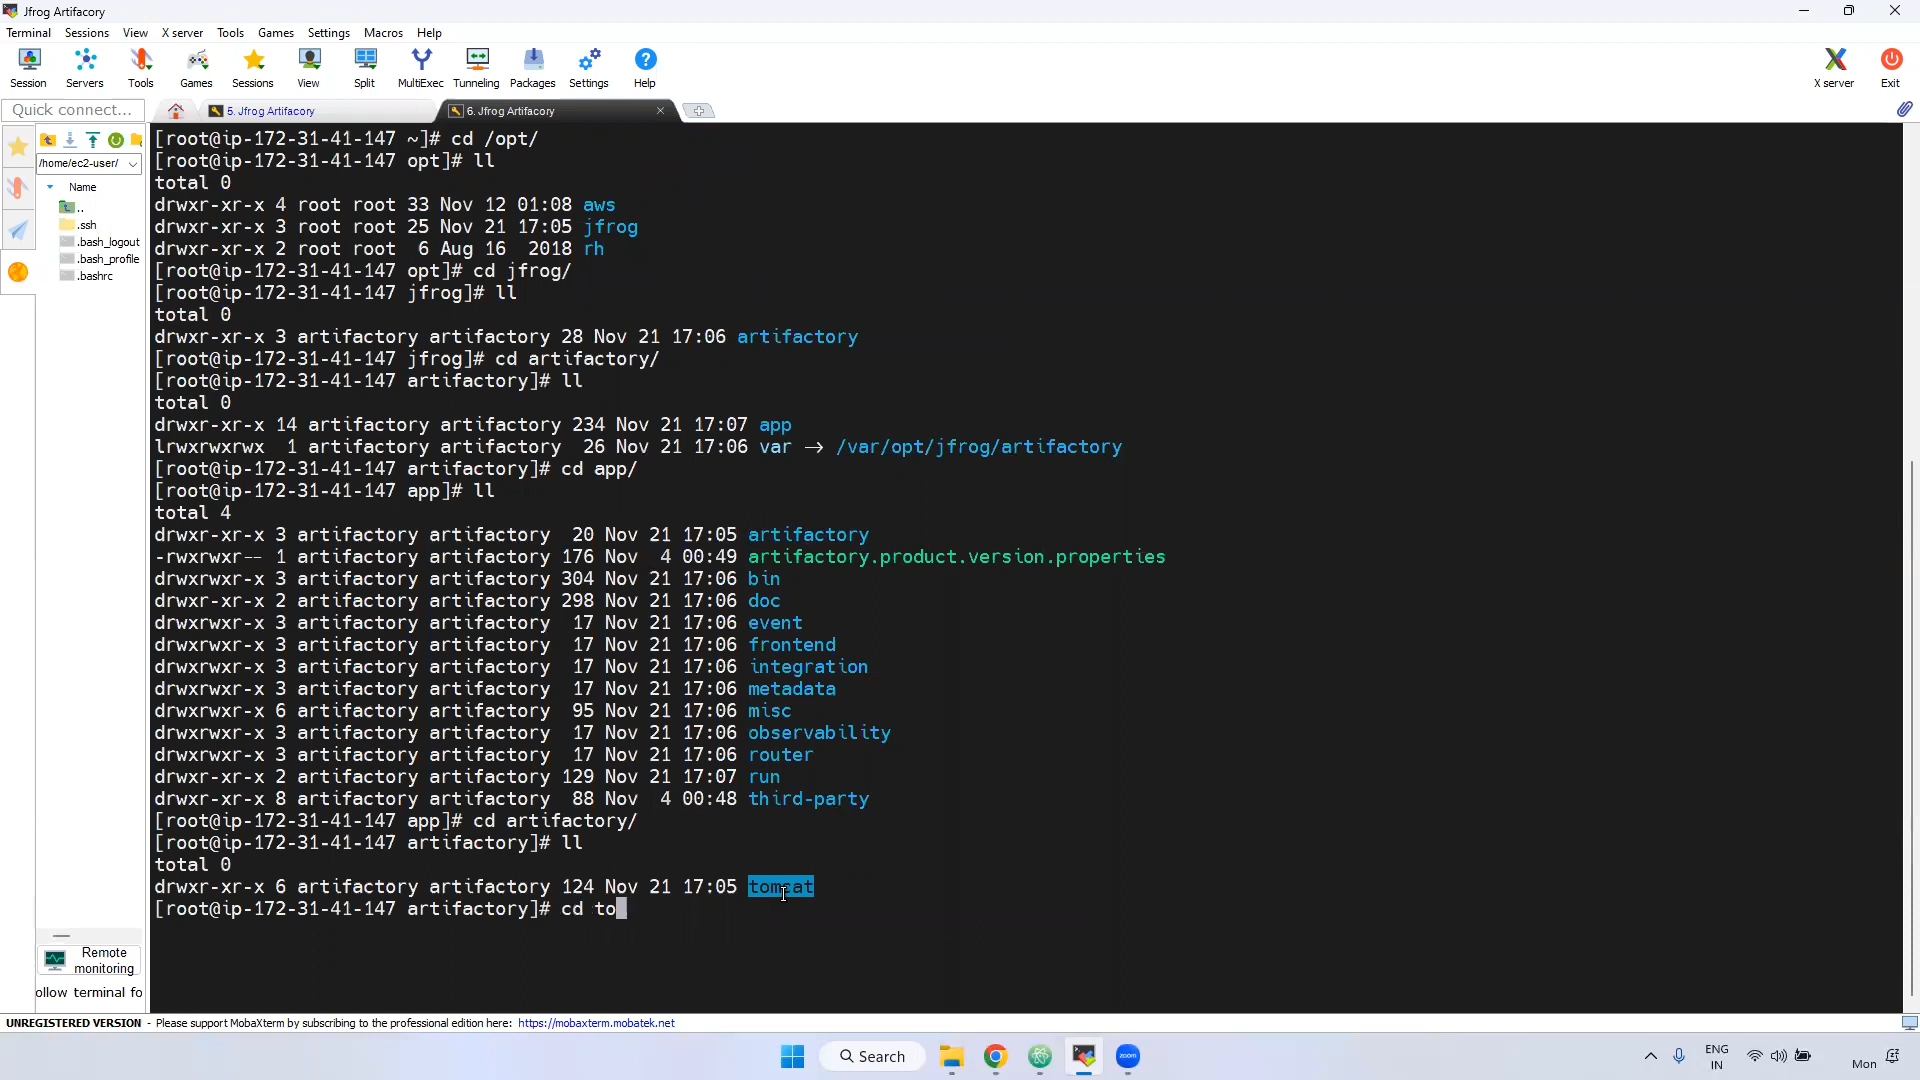 Jfrog Artifacory
Terminal Sessions View X server Tools Games Settings Macros Help
Session Servers Tools Games Sessions View Split MultiExec Tunneling Packages Settings Help X server Exit
Quick connect... 5. Jfrog Artifacory 6. Jfrog Artifacory
/home/ec2-user/
Name
..
.ssh
.bash_logout
.bash_profile
.bashrc
[root@ip-172-31-41-147 ~]# cd /opt/
[root@ip-172-31-41-147 opt]# ll
total 0
drwxr-xr-x 4 root root 33 Nov 12 01:08 aws
drwxr-xr-x 3 root root 25 Nov 21 17:05 jfrog
drwxr-xr-x 2 root root  6 Aug 16  2018 rh
[root@ip-172-31-41-147 opt]# cd jfrog/
[root@ip-172-31-41-147 jfrog]# ll
total 0
drwxr-xr-x 3 artifactory artifactory 28 Nov 21 17:06 artifactory
[root@ip-172-31-41-147 jfrog]# cd artifactory/
[root@ip-172-31-41-147 artifactory]# ll
total 0
drwxr-xr-x 14 artifactory artifactory 234 Nov 21 17:07 app
lrwxrwxrwx  1 artifactory artifactory  26 Nov 21 17:06 var -> /var/opt/jfrog/artifactory
[root@ip-172-31-41-147 artifactory]# cd app/
[root@ip-172-31-41-147 app]# ll
total 4
drwxr-xr-x 3 artifactory artifactory  20 Nov 21 17:05 artifactory
-rwxrwxr-- 1 artifactory artifactory 176 Nov  4 00:49 artifactory.product.version.properties
drwxrwxr-x 3 artifactory artifactory 304 Nov 21 17:06 bin
drwxrwxr-x 2 artifactory artifactory 298 Nov 21 17:06 doc
drwxrwxr-x 3 artifactory artifactory  17 Nov 21 17:06 event
drwxrwxr-x 3 artifactory artifactory  17 Nov 21 17:06 frontend
drwxrwxr-x 3 artifactory artifactory  17 Nov 21 17:06 integration
drwxrwxr-x 3 artifactory artifactory  17 Nov 21 17:06 metadata
drwxrwxr-x 6 artifactory artifactory  95 Nov 21 17:06 misc
drwxrwxr-x 3 artifactory artifactory  17 Nov 21 17:06 observability
drwxrwxr-x 3 artifactory artifactory  17 Nov 21 17:06 router
drwxr-xr-x 2 artifactory artifactory 129 Nov 21 17:07 run
drwxr-xr-x 8 artifactory artifactory  88 Nov  4 00:48 third-party
[root@ip-172-31-41-147 app]# cd artifactory/
[root@ip-172-31-41-147 artifactory]# ll
total 0
drwxr-xr-x 6 artifactory artifactory 124 Nov 21 17:05 tomcat
[root@ip-172-31-41-147 artifactory]# cd to
Remote
monitoring
ollow terminal fo
UNREGISTERED VERSION - Please support MobaXterm by subscribing to the professional edition here: https://mobaxterm.mobatek.net
Search
zoom
ENG
IN
Mon